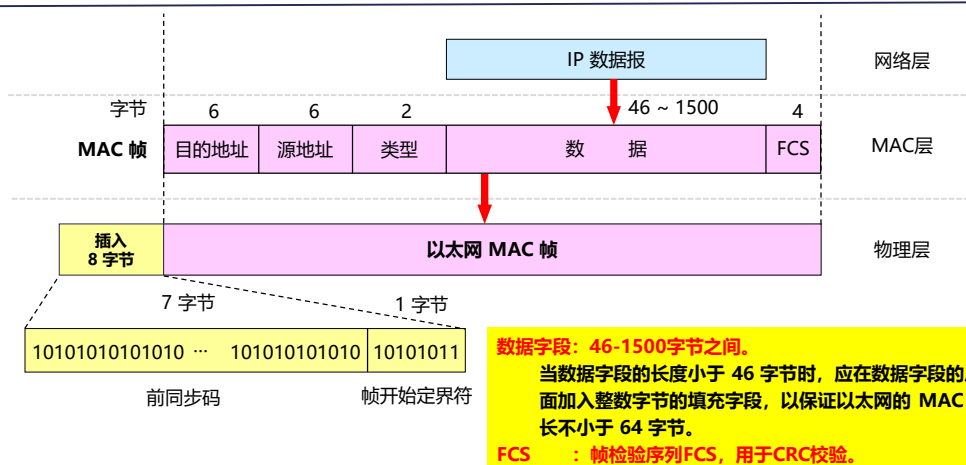 IP 数据报
网络层
字节 6 6 2 46 ~ 1500 4
MAC 帧 目的地址 源地址 类型 数 据 FCS MAC层
插入
8 字节
以太网 MAC 帧
物理层
7 字节 1 字节
10101010101010 ··· 101010101010 10101011
前同步码 帧开始定界符
数据字段：46-1500字节之间。
当数据字段的长度小于 46 字节时，应在数据字段的
面加入整数字节的填充字段，以保证以太网的 MAC
长不小于 64 字节。
FCS ：帧检验序列FCS，用于CRC校验。